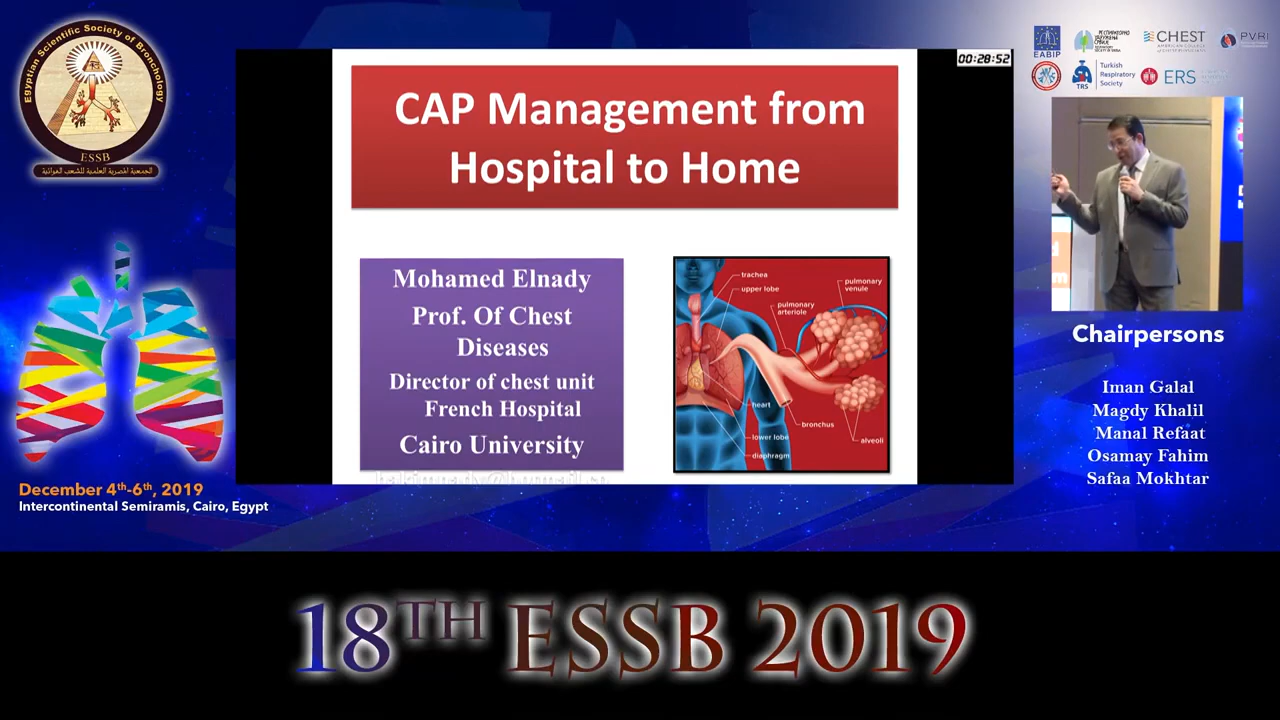 Egyptian Scientific Society of Bronchology
ESSB
الجمعية المصرية العلمية للشعب الهوائية
December 4th-6th, 2019
Intercontinental Semiramis, Cairo, Egypt
00:28:52
CAP Management from
Hospital to Home
Mohamed Elnady
Prof. Of Chest
Diseases
Director of chest unit
French Hospital
Cairo University
trachea
upper lobe
pulmonary
arteriole
pulmonary
venule
heart
bronchus
lower lobe
alveoli
diaphragm
EABIP
CHEST
PVRI
TRS
Turkish
Respiratory
Society
ERS
Chairpersons
Iman Galal
Magdy Khalil
Manal Refaat
Osamay Fahim
Safaa Mokhtar
18TH ESSB 2019